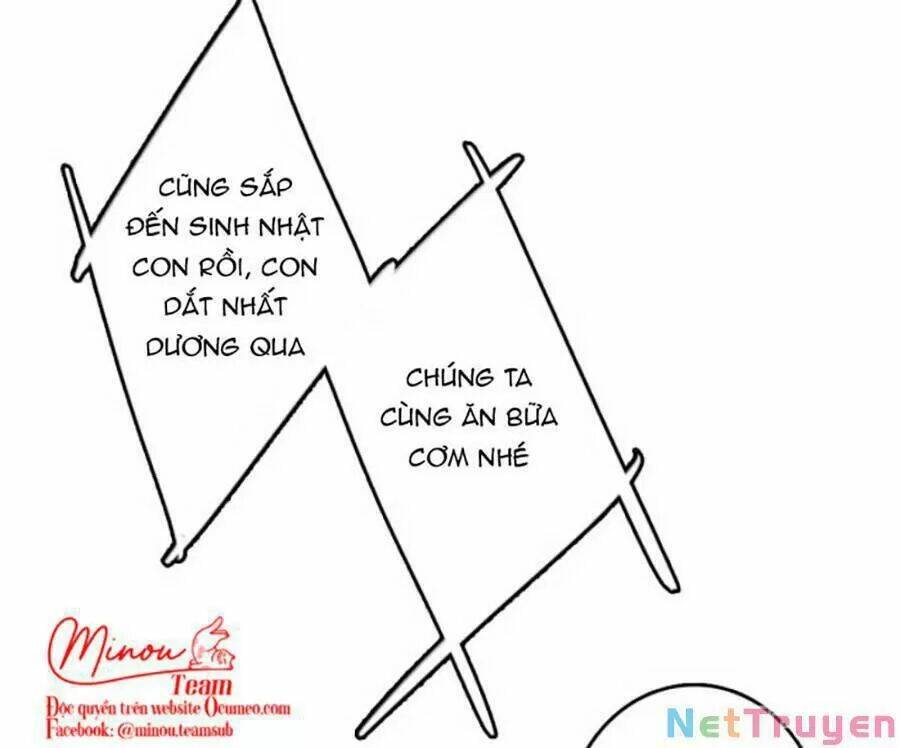 CŨNG SẮP
ĐẾN SINH NHẬT
CON RỒI, CON
DẮT NHẤT
DƯƠNG QUA
CHÚNG TA
CÙNG ĂN BỮA
CƠM NHÉ
Minou
Team
Độc quyền trên website Ocumeo.com
Facebook: @minou.teamsub
NetTruyen